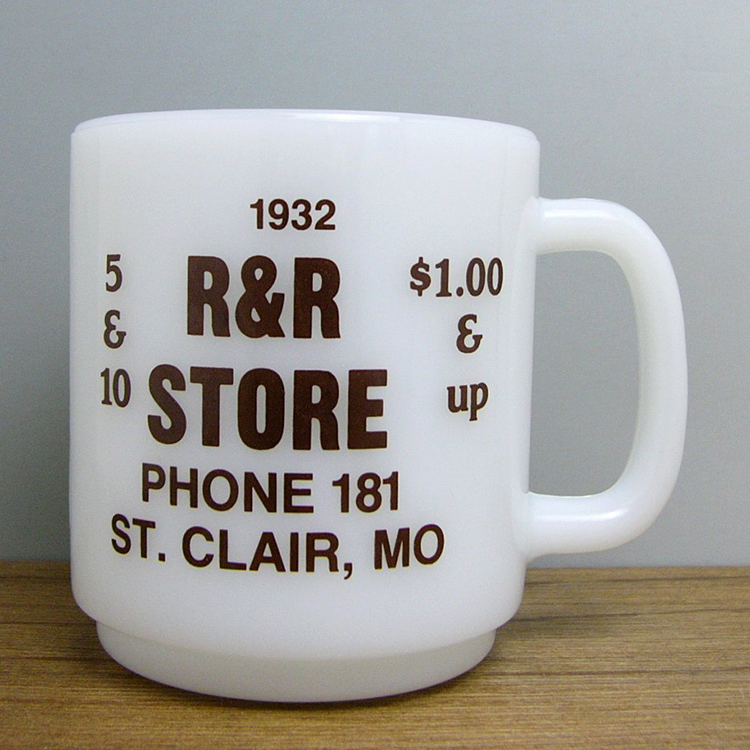 1932
5
&
10
R&R
STORE
$1.00
&
up
PHONE 181
ST. CLAIR, MO